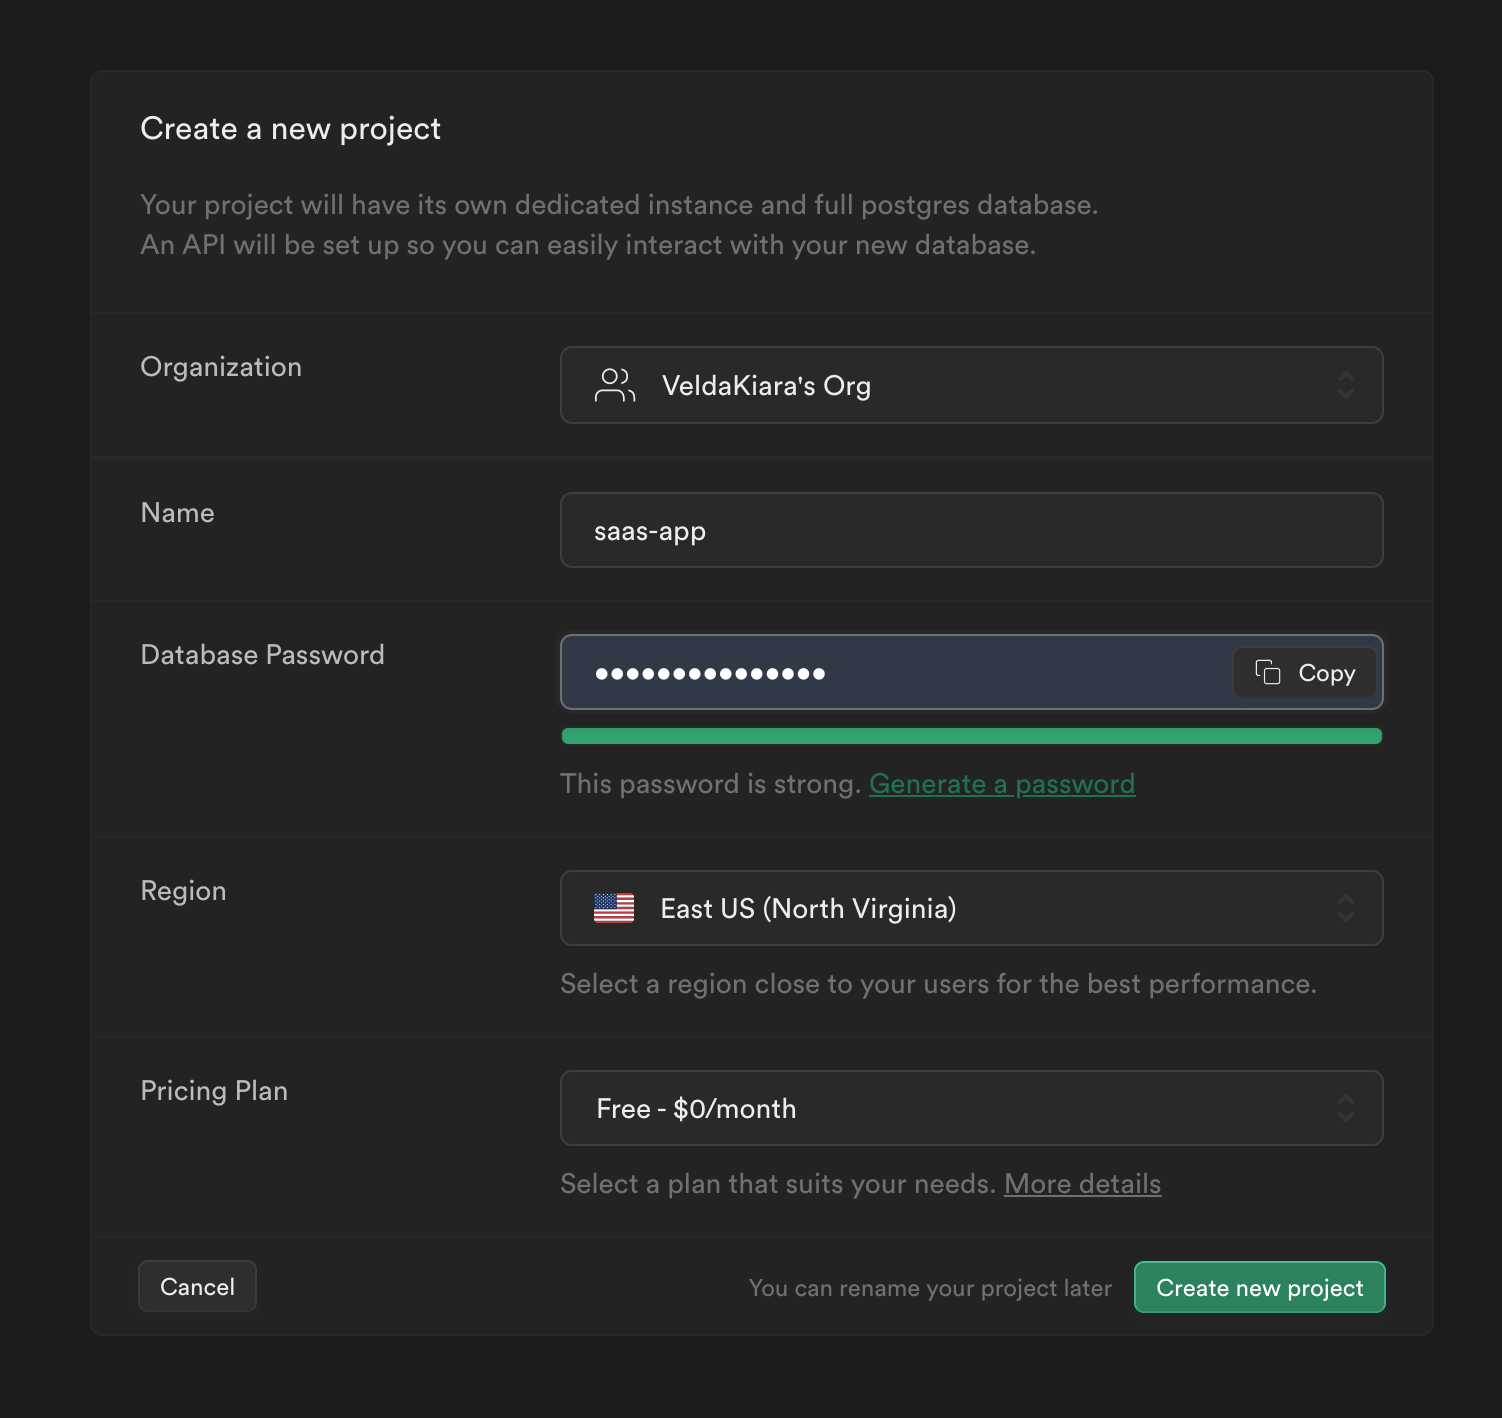 Create a new project
Your project will have its own dedicated instance and full postgres database.
An API will be set up so you can easily interact with your new database.
Organization
VeldaKiara's Org
Name
saas-app
Database Password
•••••••••••••••
Copy
This password is strong. Generate a password
Region
East US (North Virginia)
Select a region close to your users for the best performance.
Pricing Plan
Free - $0/month
Select a plan that suits your needs. More details
Cancel
You can rename your project later
Create new project